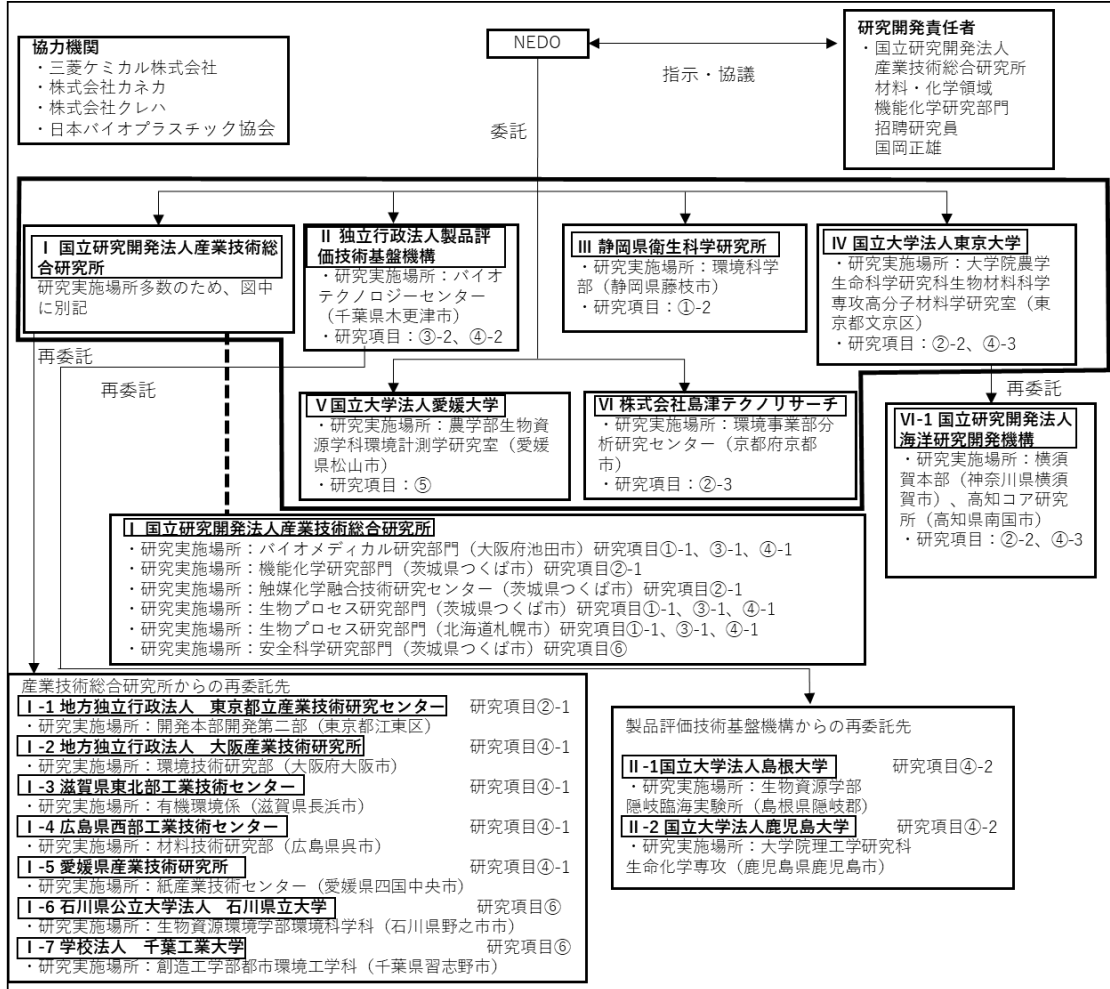 協力機関
・三菱ケミカル株式会社
・株式会社カネカ
・株式会社クレハ
・日本バイオプラスチック協会
NEDO
指示・協議
研究開発責任者
・国立研究開発法人
産業技術総合研究所
材料・化学領域
機能化学研究部門
招聘研究員
国岡正雄
委託
Ⅰ 国立研究開発法人産業技術総
合研究所
研究実施場所多数のため、図中
に別記
Ⅱ 独立行政法人製品評
価技術基盤機構
・研究実施場所：バイオ
テクノロジーセンター
（千葉県木更津市）
・研究項目：③-2、④-2
Ⅲ 静岡県衛生科学研究所
・研究実施場所：環境科学
部（静岡県藤枝市）
・研究項目：①-2
Ⅳ 国立大学法人東京大学
・研究実施場所：大学院農学
生命科学研究科生物材料科学
専攻高分子材料学研究室（東
京都文京区）
・研究項目：②-2、④-3
再委託
再委託
再委託
Ⅴ 国立大学法人愛媛大学
・研究実施場所：農学部生物資
源学科環境計測学研究室（愛媛
県松山市）
・研究項目：⑤
Ⅵ 株式会社島津テクノリサーチ
・研究実施場所：環境事業部分
析研究センター（京都府京都
市）
・研究項目：②-3
Ⅵ-1 国立研究開発法人
海洋研究開発機構
・研究実施場所：横須
賀本部（神奈川県横須
賀市）、高知コア研究
所（高知県南国市）
・研究項目：②-2、④-3
Ⅰ 国立研究開発法人産業技術総合研究所
・研究実施場所：バイオメディカル研究部門（大阪府池田市）研究項目①-1、③-1、④-1
・研究実施場所：機能化学研究部門（茨城県つくば市）研究項目②-1
・研究実施場所：触媒化学融合技術研究センター（茨城県つくば市）研究項目②-1
・研究実施場所：生物プロセス研究部門（茨城県つくば市）研究項目①-1、③-1、④-1
・研究実施場所：生物プロセス研究部門（北海道札幌市）研究項目①-1、③-1、④-1
・研究実施場所：安全科学研究部門（茨城県つくば市）研究項目⑥
産業技術総合研究所からの再委託先
Ⅰ-1 地方独立行政法人　東京都立産業技術研究センター　研究項目②-1
・研究実施場所：開発本部開発第二部（東京都江東区）
Ⅰ-2 地方独立行政法人　大阪産業技術研究所　研究項目④-1
・研究実施場所：環境技術研究部（大阪府大阪市）
Ⅰ-3 滋賀県東北部工業技術センター　研究項目④-1
・研究実施場所：有機環境係（滋賀県長浜市）
Ⅰ-4 広島県西部工業技術センター　研究項目④-1
・研究実施場所：材料技術研究部（広島県呉市）
Ⅰ-5 愛媛県産業技術研究所　研究項目④-1
・研究実施場所：紙産業技術センター（愛媛県四国中央市）
Ⅰ-6 石川県公立大学法人　石川県立大学　研究項目⑥
・研究実施場所：生物資源環境学部環境科学科（石川県野之市市）
Ⅰ-7 学校法人　千葉工業大学　研究項目⑥
・研究実施場所：創造工学部都市環境工学科（千葉県習志野市）
製品評価技術基盤機構からの再委託先
Ⅱ-1国立大学法人島根大学　研究項目④-2
・研究実施場所：生物資源学部
隠岐臨海実験所（島根県隠岐郡）
Ⅱ-2 国立大学法人鹿児島大学　研究項目④-2
・研究実施場所：大学院理工学研究科
生命化学専攻（鹿児島県鹿児島市）